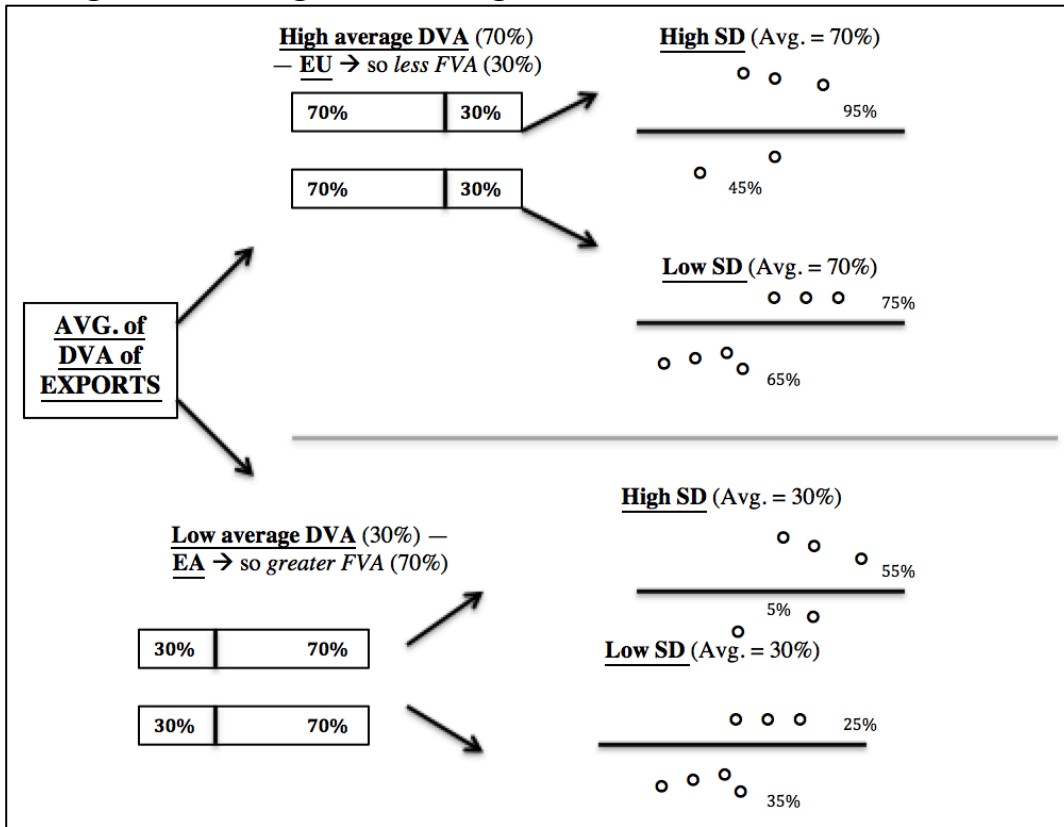 High average DVA (70%)
— EU → so less FVA (30%)
70% 30%
70% 30%
High SD (Avg. = 70%)
95%
45%
Low SD (Avg. = 70%)
75%
65%
AVG. of
DVA of
EXPORTS
Low average DVA (30%) —
EA → so greater FVA (70%)
30% 70%
30% 70%
High SD (Avg. = 30%)
55%
5%
Low SD (Avg. = 30%)
25%
35%